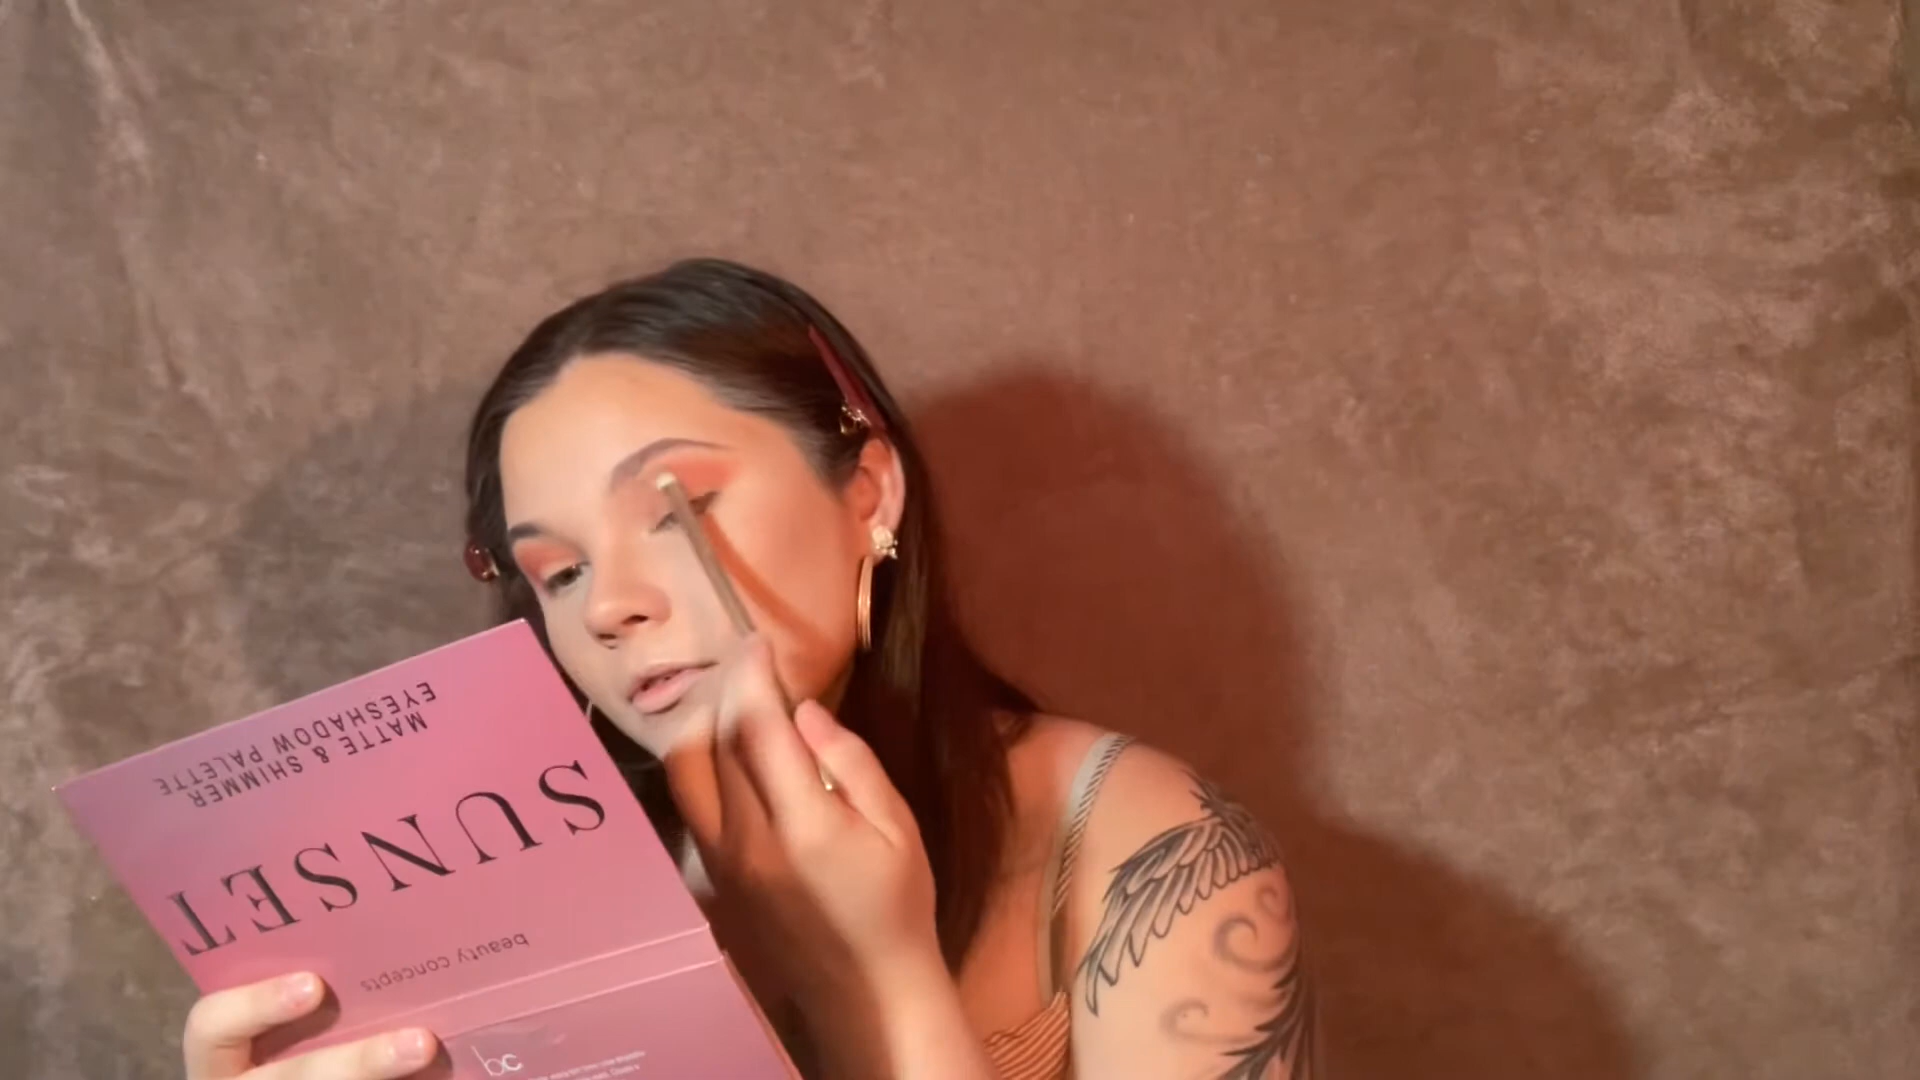 beauty concepts
SUNSET
MATTE & SHIMMER
EYESHADOW PALETTE
bc